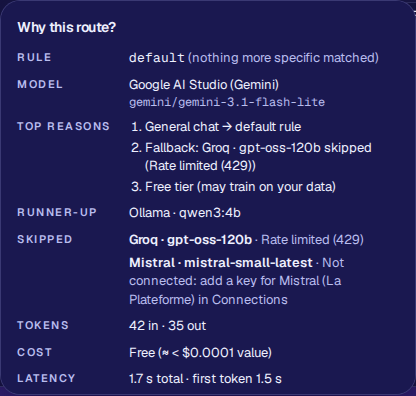 Why this route?
RULE default (nothing more specific matched)
MODEL Google AI Studio (Gemini)
gemini/gemini-3.1-flash-lite
TOP REASONS 1. General chat → default rule
2. Fallback: Groq · gpt-oss-120b skipped
(Rate limited (429))
3. Free tier (may train on your data)
RUNNER-UP Ollama · qwen3:4b
SKIPPED Groq · gpt-oss-120b · Rate limited (429)
Mistral · mistral-small-latest · Not
connected: add a key for Mistral (La
Plateforme) in Connections
TOKENS 42 in · 35 out
COST Free (≈ < $0.0001 value)
LATENCY 1.7 s total · first token 1.5 s